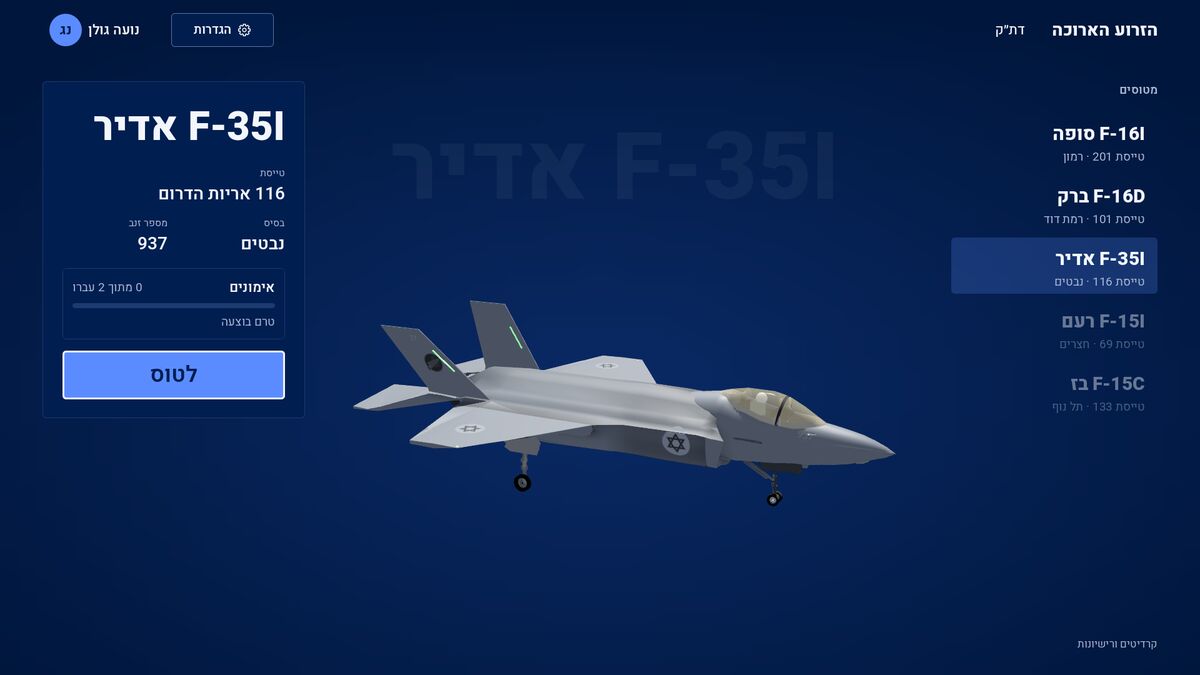 הזרוע הארוכה
דת״ק
הגדרות
נועה גולן
נג
מטוסים
F-16I סופה
טייסת 201 · רמון
F-16D ברק
טייסת 101 · רמת דוד
F-35I אדיר
טייסת 116 · נבטים
F-15I רעם
טייסת 69 · חצרים
F-15C בז
טייסת 133 · תל נוף
F-35I אדיר
F-35I אדיר
טייסת
116 אריות הדרום
בסיס
מספר זנב
נבטים
937
אימונים
0 מתוך 2 עברו
טרם בוצעה
לטוס
קרדיטים ורישיונות